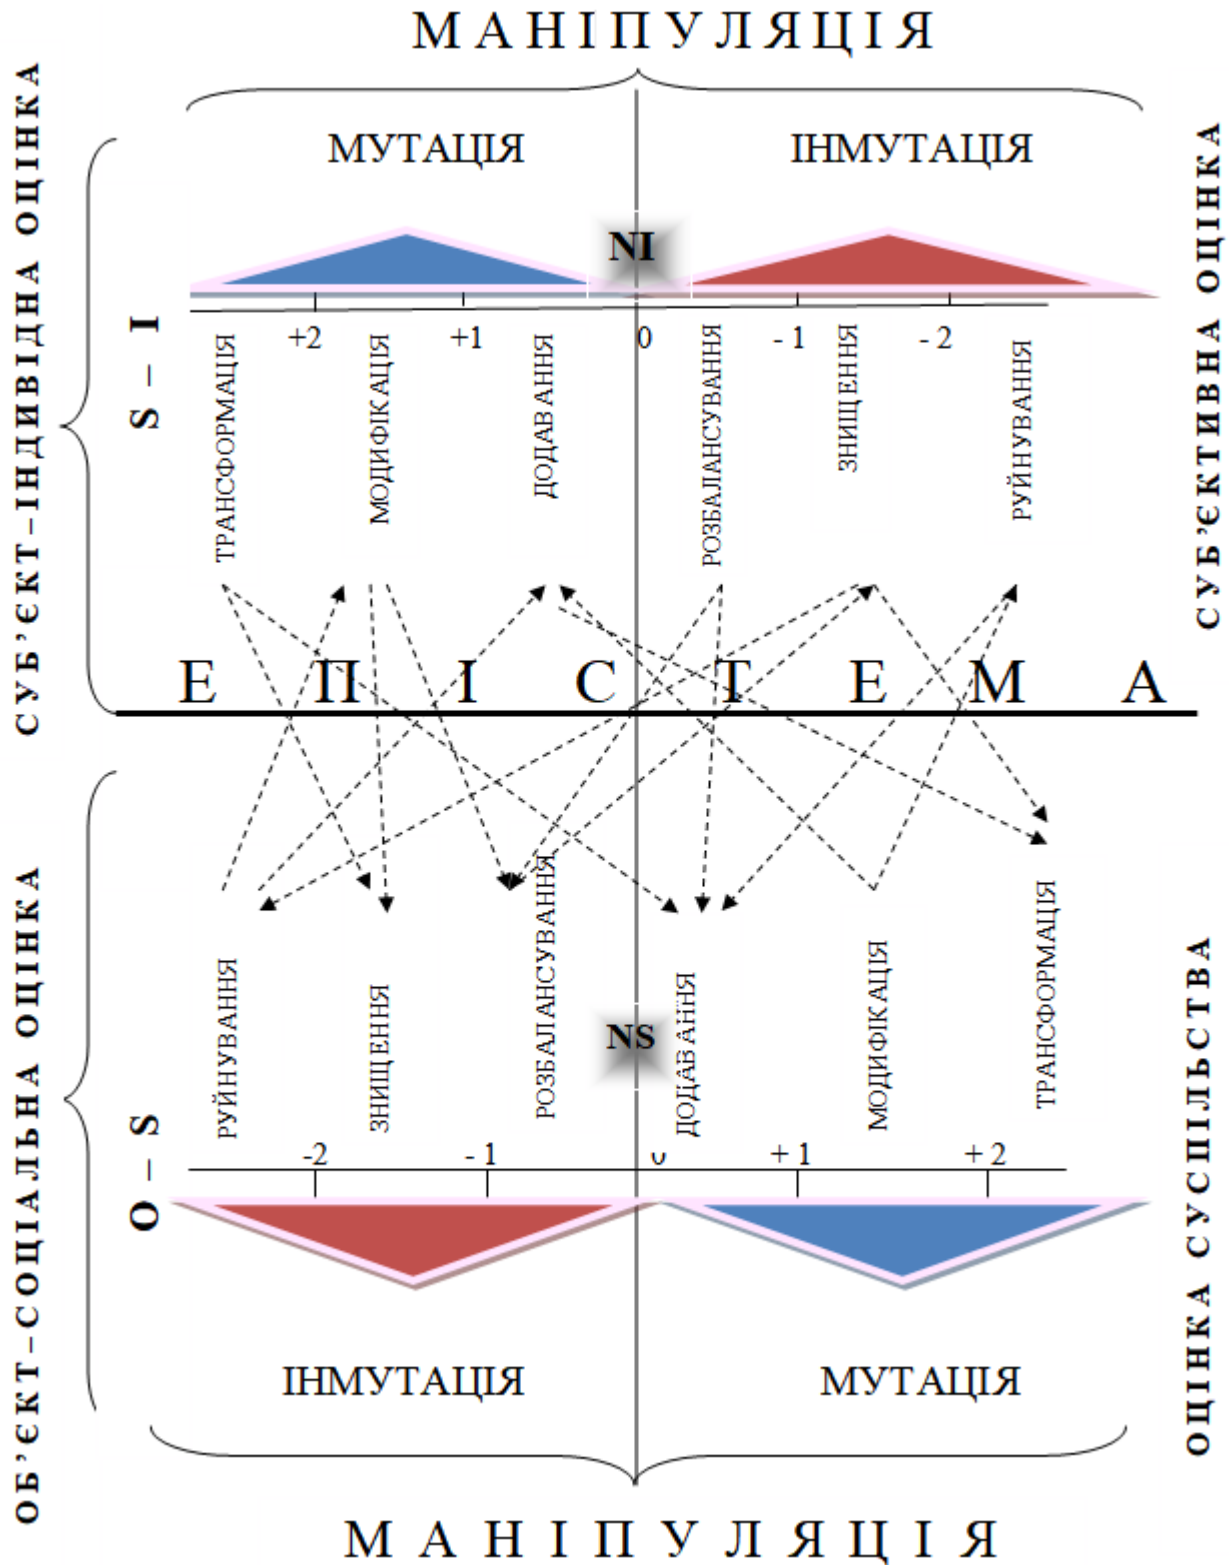 МАНІПУЛЯЦІЯ
СУБ’ЄКТ–ІНДИВІДНА ОЦІНКА
МУТАЦІЯ
ІНМУТАЦІЯ
СУБ’ЄКТИВНА ОЦІНКА
NI
S – I
+2
+1
0
- 1
- 2
ТРАНСФОРМАЦІЯ
МОДИФІКАЦІЯ
ДОДАВАННЯ
РОЗБАЛАНСУВАННЯ
ЗНИЩЕННЯ
РУЙНУВАННЯ
ЕПІСТЕМА
ОБ’ЄКТ–СОЦІАЛЬНА ОЦІНКА
РУЙНУВАННЯ
ЗНИЩЕННЯ
РОЗБАЛАНСУВАННЯ
NS
ДОДАВАННЯ
МОДИФІКАЦІЯ
ТРАНСФОРМАЦІЯ
ОЦІНКА СУСПІЛЬСТВА
O – S
-2
- 1
0
+ 1
+ 2
ІНМУТАЦІЯ
МУТАЦІЯ
МАНІПУЛЯЦІЯ